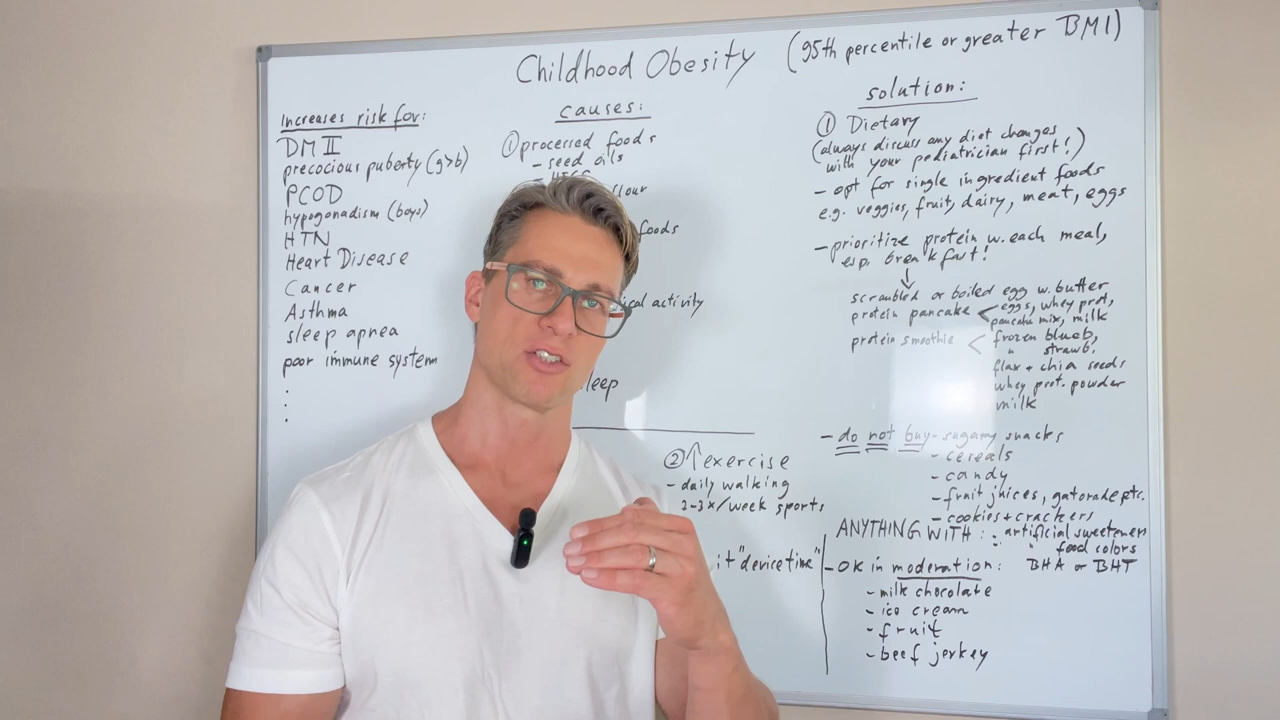 Childhood Obesity (95th percentile or greater BMI)
Increases risk for:
DM II
precocious puberty (g>b)
PCOD
hypogonadism (boys)
HTN
Heart Disease
Cancer
Asthma
sleep apnea
poor immune system
causes:
① processed foods
- seed oils
flour
foods
activity
② ↑ exercise
- daily walking
2-3x/week sports
"device time"
solution:
① Dietary
(always discuss any diet changes
with your pediatrician first!)
- opt for single ingredient foods
e.g. veggies, fruit, dairy, meat, eggs
- prioritize protein w. each meal,
esp. breakfast!
↓
scrambled or boiled egg w. butter
protein pancake < eggs, whey prot,
pancake mix, milk
protein smoothie < frozen blueb,
" strawb.
flax + chia seeds
whey prot. powder
milk
- do not buy - sugary snacks
- cereals
- candy
- fruit juices, gatorade etc.
- cookies + crackers
ANYTHING WITH: - artificial sweeteners
" food colors
BHA or BHT
- OK in moderation:
- milk chocolate
- ice cream
- fruit
- beef jerky